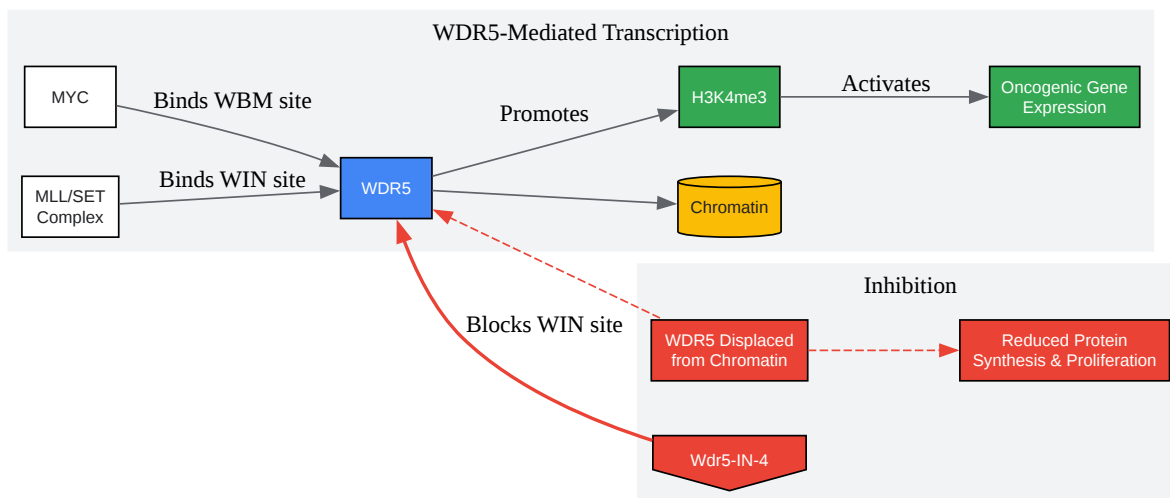 WDR5-Mediated Transcription
MYC
Binds WBM site
Promotes
H3K4me3
Activates
Oncogenic Gene
Expression
MLL/SET
Complex
Binds WIN site
WDR5
Chromatin
Inhibition
Blocks WIN site
WDR5 Displaced
from Chromatin
Reduced Protein
Synthesis & Proliferation
Wdr5-IN-4